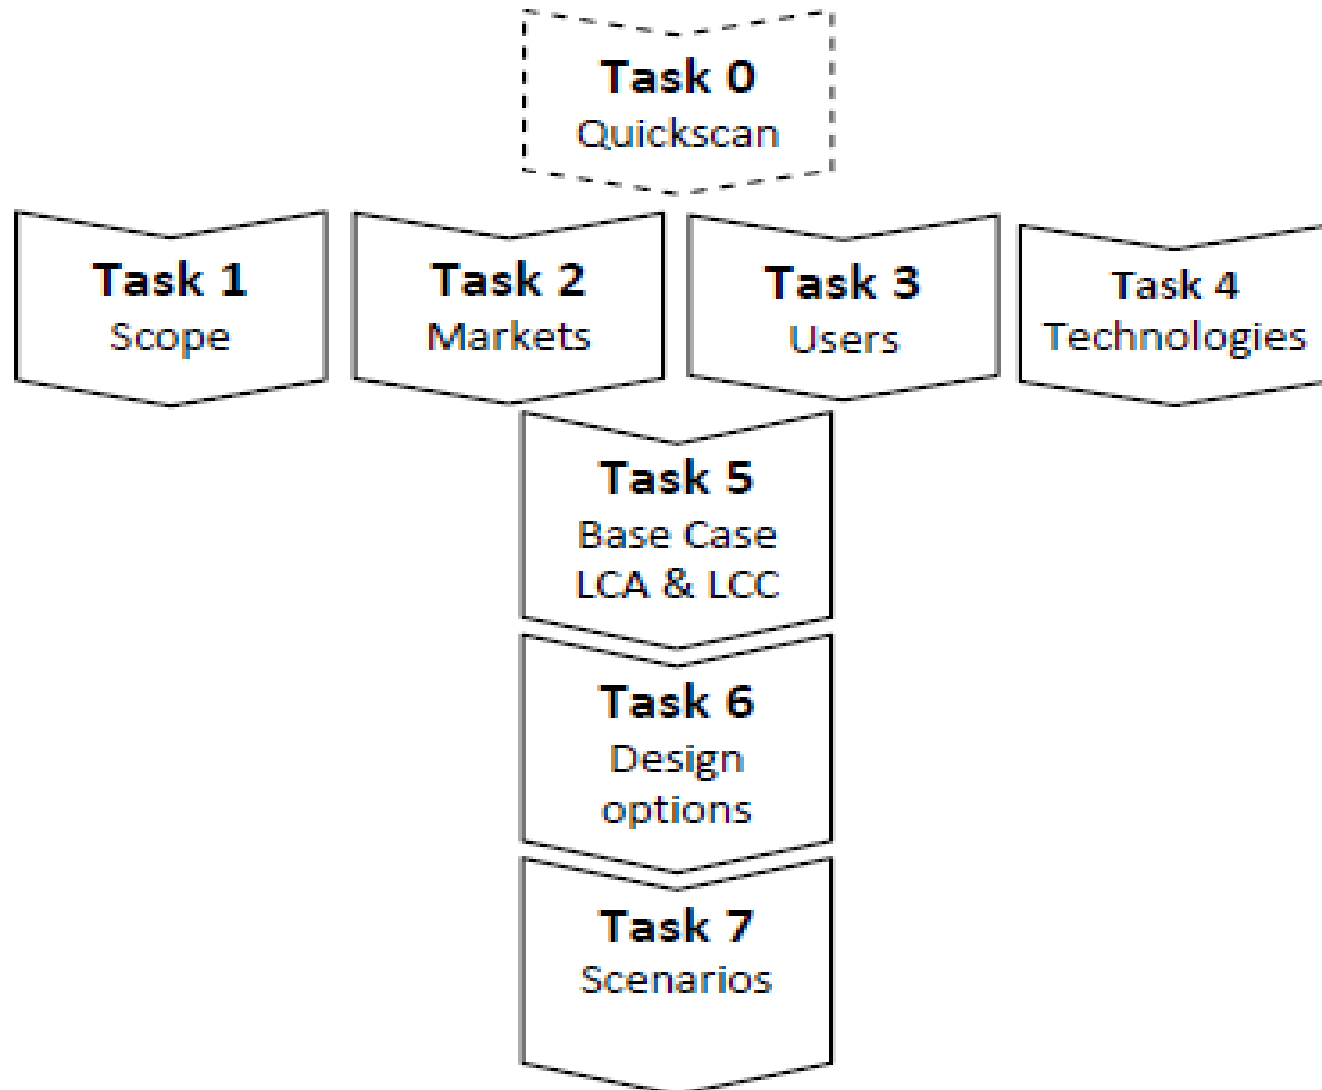 Task 0
Quickscan
Task 1
Scope
Task 2
Markets
Task 3
Users
Task 4
Technologies
Task 5
Base Case
LCA & LCC
Task 6
Design
options
Task 7
Scenarios